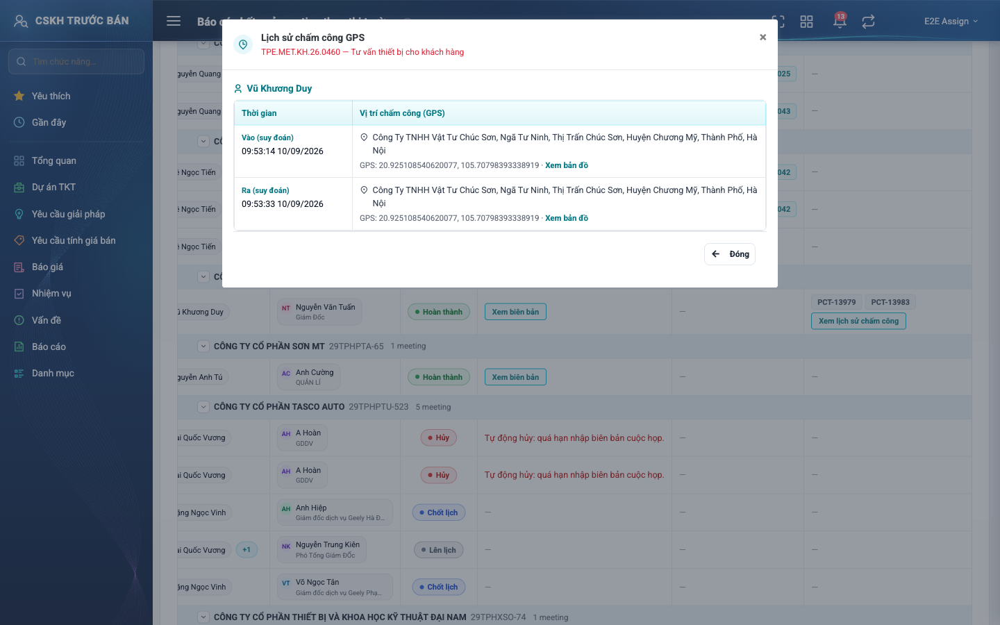 CSKH TRƯỚC BÁN
Tìm chức năng...
Yêu thích
Gần đây
Tổng quan
Dự án TKT
Yêu cầu giải pháp
Yêu cầu tính giá bán
Báo giá
Nhiệm vụ
Vấn đề
Báo cáo
Danh mục
13
E2E Assign
Lịch sử chấm công GPS
TPE.MET.KH.26.0460 — Tư vấn thiết bị cho khách hàng
×
Vũ Khương Duy
Thời gian
Vị trí chấm công (GPS)
Vào (suy đoán)
09:53:14 10/09/2026
Công Ty TNHH Vật Tư Chúc Sơn, Ngã Tư Ninh, Thị Trấn Chúc Sơn, Huyện Chương Mỹ, Thành Phố, Hà
Nội
GPS: 20.925108540620077, 105.70798393338919 · Xem bản đồ
Ra (suy đoán)
09:53:33 10/09/2026
Công Ty TNHH Vật Tư Chúc Sơn, Ngã Tư Ninh, Thị Trấn Chúc Sơn, Huyện Chương Mỹ, Thành Phố, Hà
Nội
GPS: 20.925108540620077, 105.70798393338919 · Xem bản đồ
Đóng
guyễn Quang 025 —
guyễn Quang 043 —
ê Ngọc Tiến 042
ê Ngọc Tiến 042
ê Ngọc Tiến —
ũ Khương Duy NT Nguyễn Văn Tuấn Giám Đốc Hoàn thành Xem biên bản — PCT-13979 PCT-13983
Xem lịch sử chấm công
CÔNG TY CỔ PHẦN SƠN MT 29TPHPTA-65 1 meeting
guyễn Anh Tú AC Anh Cường QUẢN LÍ Hoàn thành Xem biên bản — —
CÔNG TY CỔ PHẦN TASCO AUTO 29TPHPTU-523 5 meeting
ai Quốc Vương AH A Hoàn GDDV Hủy Tự động hủy: quá hạn nhập biên bản cuộc họp. — —
ai Quốc Vương AH A Hoàn GDDV Hủy Tự động hủy: quá hạn nhập biên bản cuộc họp. — —
ặng Ngọc Vinh AH Anh Hiệp Giám đốc dịch vụ Geely Hà Đ... Chốt lịch — — —
ai Quốc Vương +1 NK Nguyễn Trung Kiên Phó Tổng Giám ĐỐc Lên lịch — — —
ặng Ngọc Vinh VT Võ Ngọc Tân Giám đốc dịch vụ Geely Phạ... Chốt lịch — — —
CÔNG TY CỔ PHẦN THIẾT BỊ VÀ KHOA HỌC KỸ THUẬT ĐẠI NAM 29TPHXSO-74 1 meeting